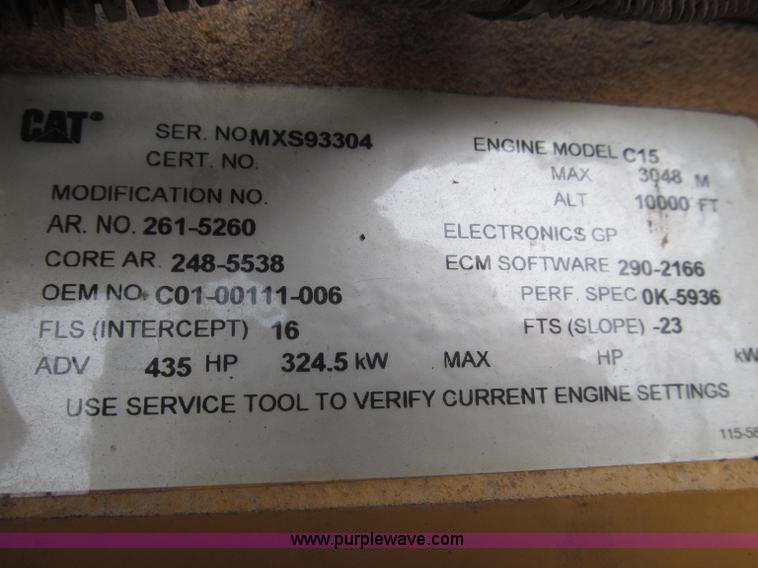 CAT® SER. NO MXS93304 ENGINE MODEL C15
CERT. NO. MAX 3048 M
MODIFICATION NO. ALT 10000 FT
AR. NO. 261-5260 ELECTRONICS GP
CORE AR. 248-5538 ECM SOFTWARE 290-2166
OEM NO. C01-00111-006 PERF. SPEC 0K-5936
FLS (INTERCEPT) 16 FTS (SLOPE) -23
ADV 435 HP 324.5 kW MAX HP kW
USE SERVICE TOOL TO VERIFY CURRENT ENGINE SETTINGS
www.purplewave.com